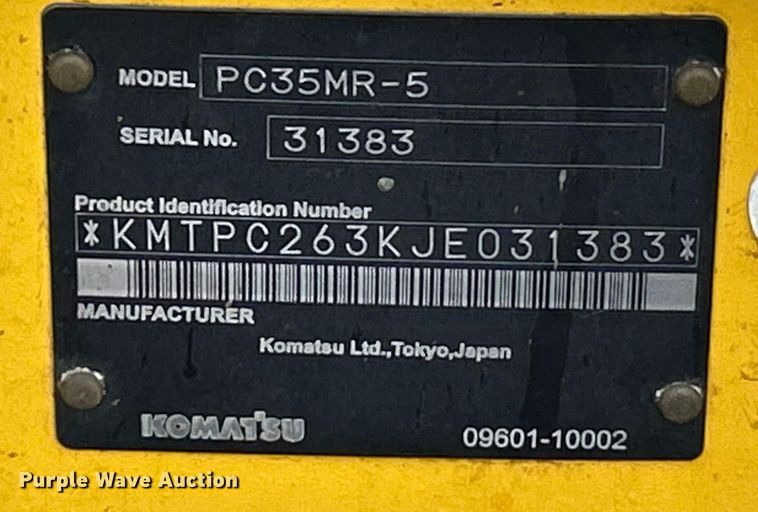 MODEL PC35MR-5
SERIAL No. 31383
Product Identification Number
*KMTPC263KJE031383*
MANUFACTURER
Komatsu Ltd.,Tokyo,Japan
KOMATSU 09601-10002
Purple Wave Auction